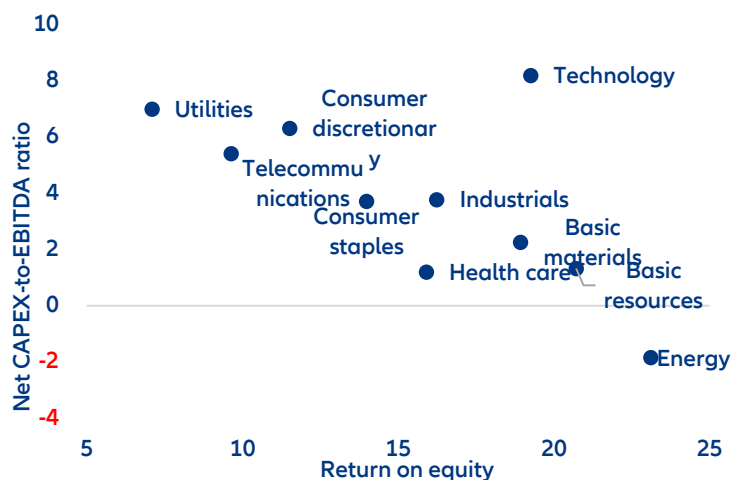 10
8
6
4
2
0
-2
-4
Net CAPEX-to-EBITDA ratio
Technology
Utilities
Consumer
discretionar
y
Telecommu
nications
Consumer
staples
Industrials
Basic
materials
Health care
Basic
resources
Energy
5
10
15
20
25
Return on equity